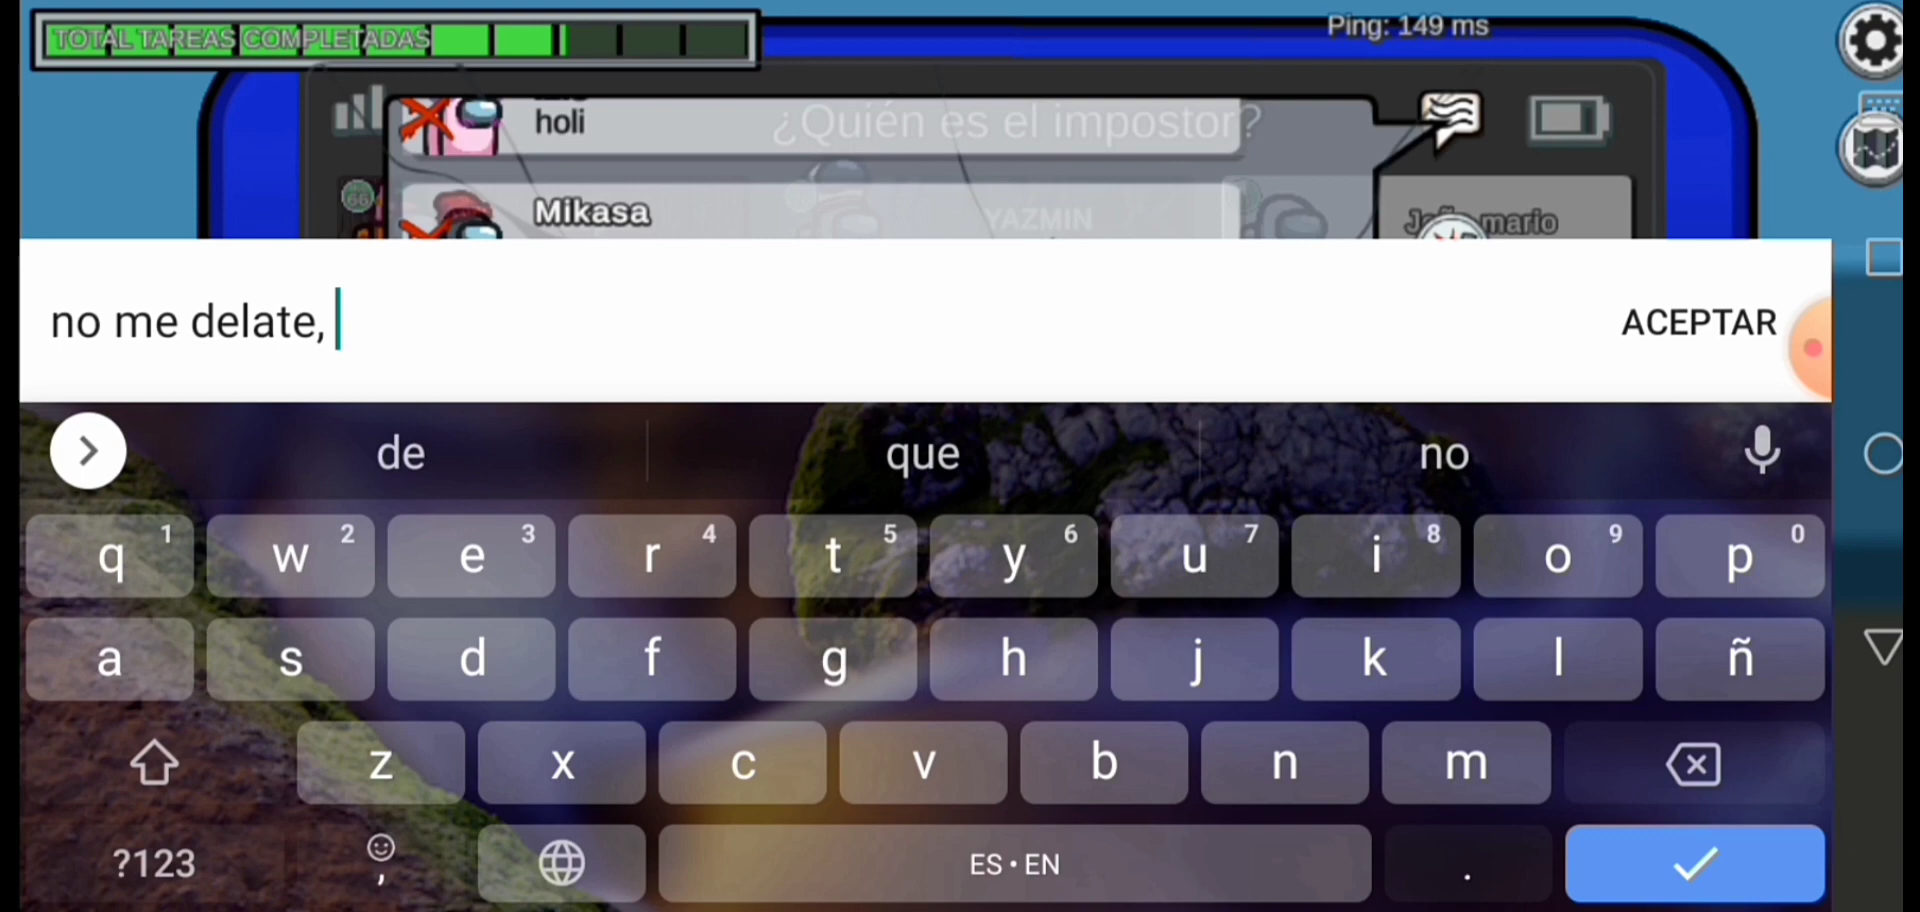 TOTAL TAREAS COMPLETADAS
Ping: 149 ms
holi
¿Quién es el impostor?
66
Mikasa
YAZMIN
mario
no me delate,
ACEPTAR
de que no
q 1 w 2 e 3 r 4 t 5 y 6 u 7 i 8 o 9 p 0
a s d f g h j k l ñ
z x c v b n m
?123 , ES • EN .